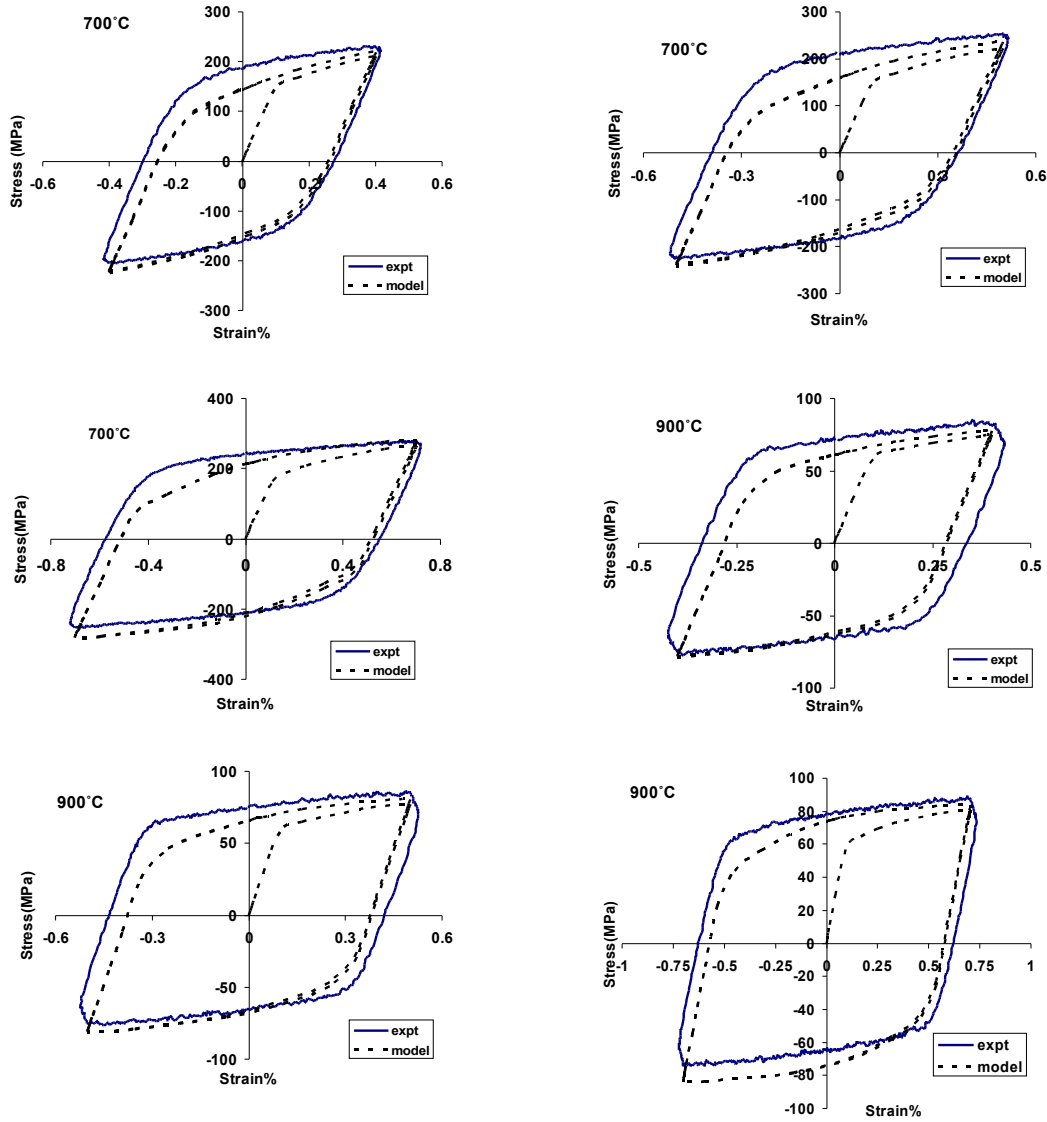 700˚C
300
200
100
0
-100
-200
-300
-0.6
-0.4
-0.2
0
0.2
0.4
0.6
Stress (MPa)
Strain%
expt
model
700˚C
300
200
100
0
-100
-200
-300
-0.6
-0.3
0
0.3
0.6
Stress(MPa)
Strain%
expt
model
700˚C
400
200
0
-200
-400
-0.8
-0.4
0
0.4
0.8
Stress(MPa)
Strain%
expt
model
900˚C
100
50
0
-50
-100
-0.5
-0.25
0
0.25
0.5
Stress(MPa)
Strain%
expt
model
900˚C
100
50
0
-50
-100
-0.6
-0.3
0
0.3
0.6
Stress(MPa)
Strain%
expt
model
900˚C
100
80
60
40
20
0
-20
-40
-60
-80
-100
-1
-0.75
-0.5
-0.25
0
0.25
0.5
0.75
1
Stress(MPa)
Strain%
expt
model